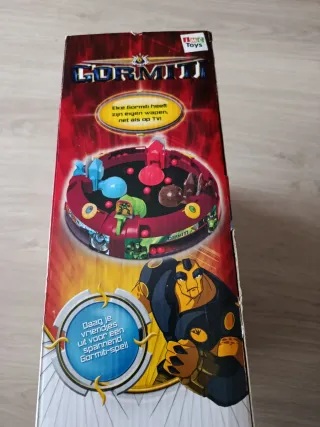 IMC
Toys
GORMITI
Elke Gormiti heeft
zijn eigen wapen,
net als op TV!
Daag je
vriendjes
uit voor een
spannend
Gormiti-spel!